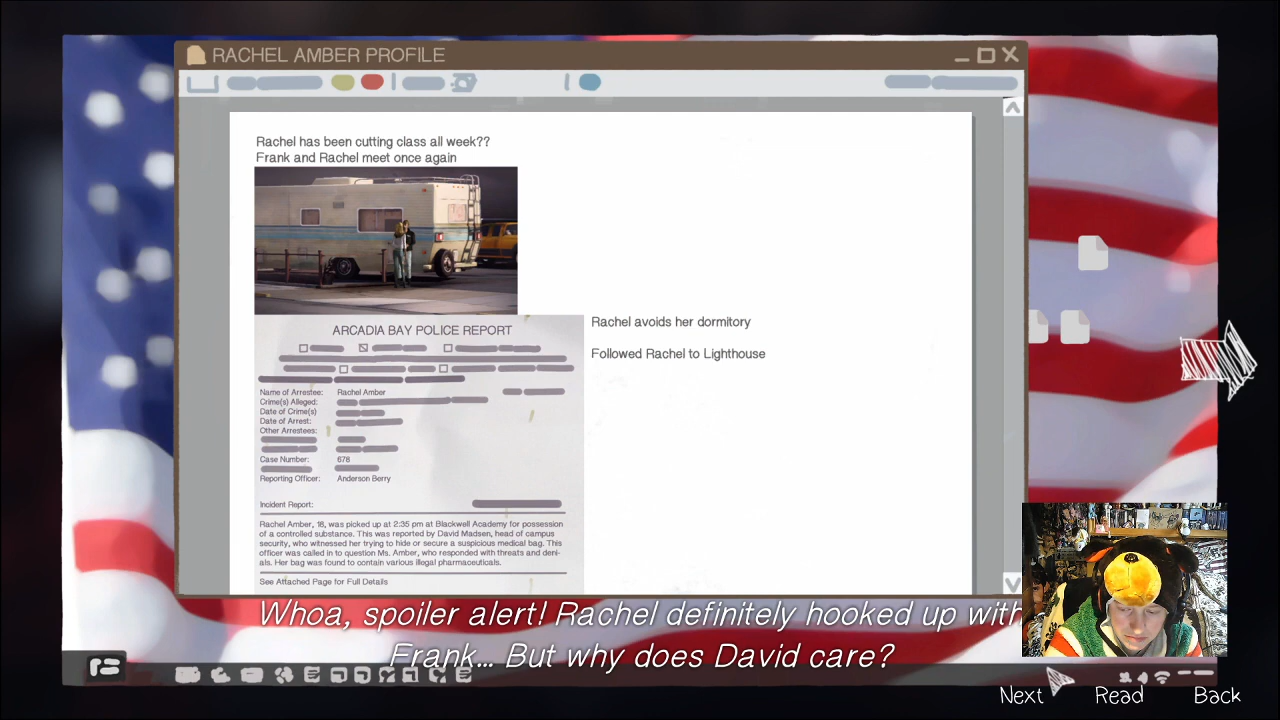 RACHEL AMBER PROFILE
Rachel has been cutting class all week??
Frank and Rachel meet once again
ARCADIA BAY POLICE REPORT
Name of Arrestee: Rachel Amber
Crime(s) Alleged:
Date of Crime(s)
Date of Arrest:
Other Arrestees:
Case Number: 678
Reporting Officer: Anderson Berry
Incident Report:
Rachel Amber, 18, was picked up at 2:35 pm at Blackwell Academy for possession
of a controlled substance. This was reported by David Madsen, head of campus
security, who witnessed her trying to hide or secure a suspicious medical bag. This
officer was called in to question Ms. Amber, who responded with threats and deni-
als. Her bag was found to contain various illegal pharmaceuticals.
See Attached Page for Full Details
Rachel avoids her dormitory
Followed Rachel to Lighthouse
Whoa, spoiler alert! Rachel definitely hooked up with
Frank... But why does David care?
Next Read Back